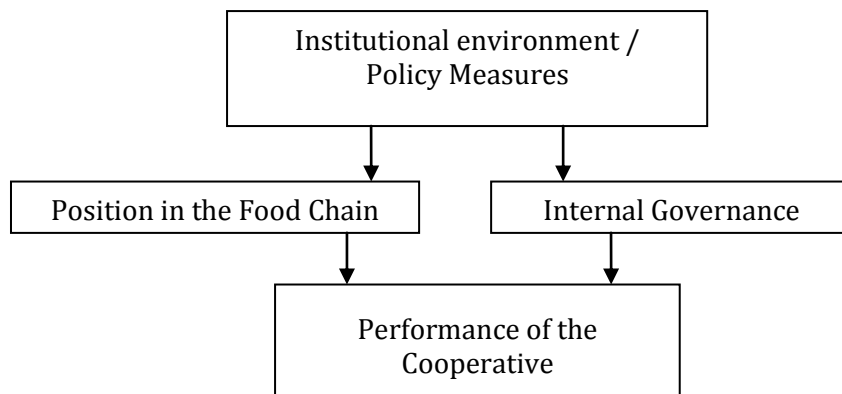 Institutional environment /
Policy Measures
Position in the Food Chain
Internal Governance
Performance of the
Cooperative